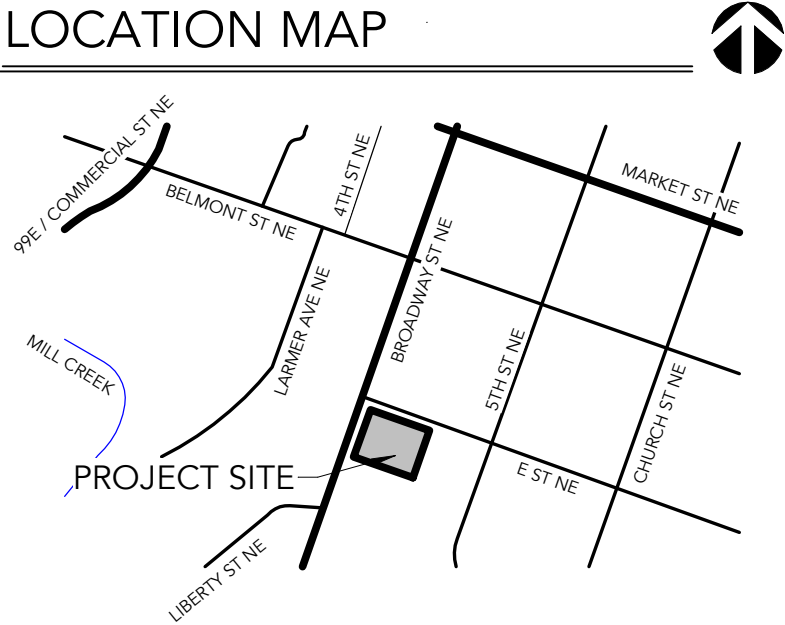 LOCATION MAP
99E / COMMERCIAL ST NE
BELMONT ST NE
4TH ST NE
MARKET ST NE
BROADWAY ST NE
LARMER AVE NE
MILL CREEK
5TH ST NE
CHURCH ST NE
PROJECT SITE
E ST NE
LIBERTY ST NE